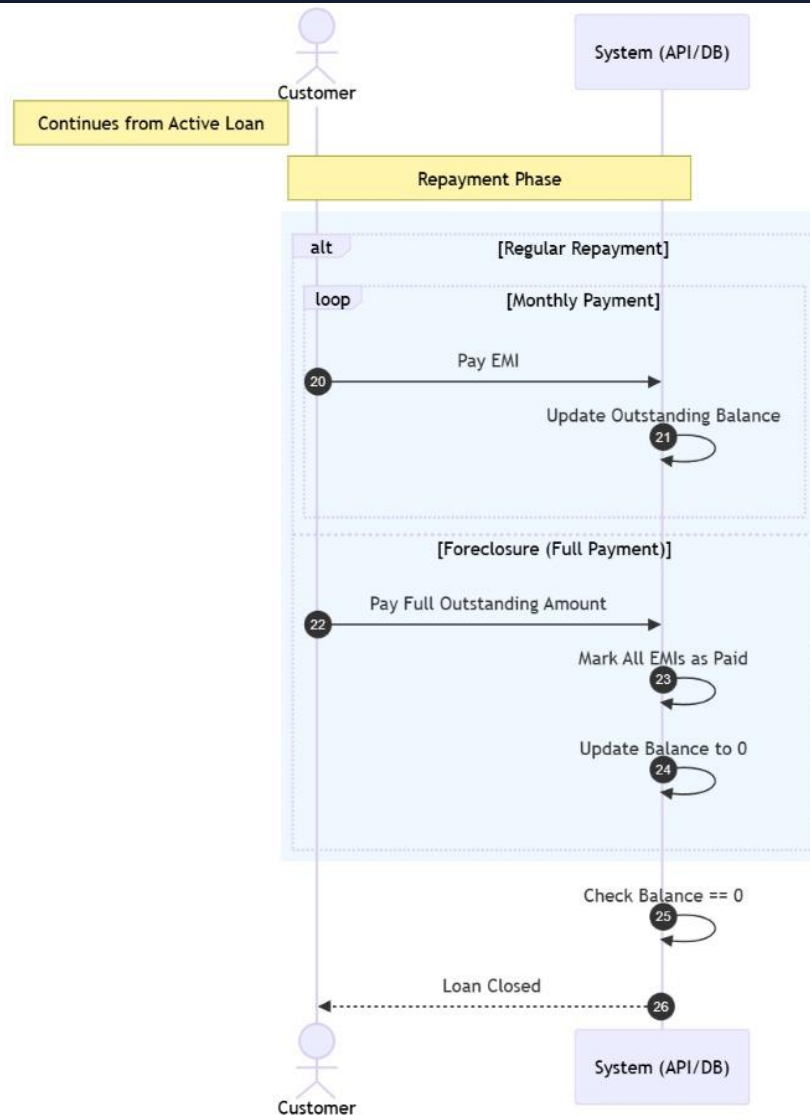 System (API/DB)
Customer
Continues from Active Loan
Repayment Phase
alt
[Regular Repayment]
loop
[Monthly Payment]
Pay EMI
20
Update Outstanding Balance
21
[Foreclosure (Full Payment)]
Pay Full Outstanding Amount
22
Mark All EMIs as Paid
23
Update Balance to 0
24
Check Balance == 0
25
Loan Closed
26
System (API/DB)
Customer